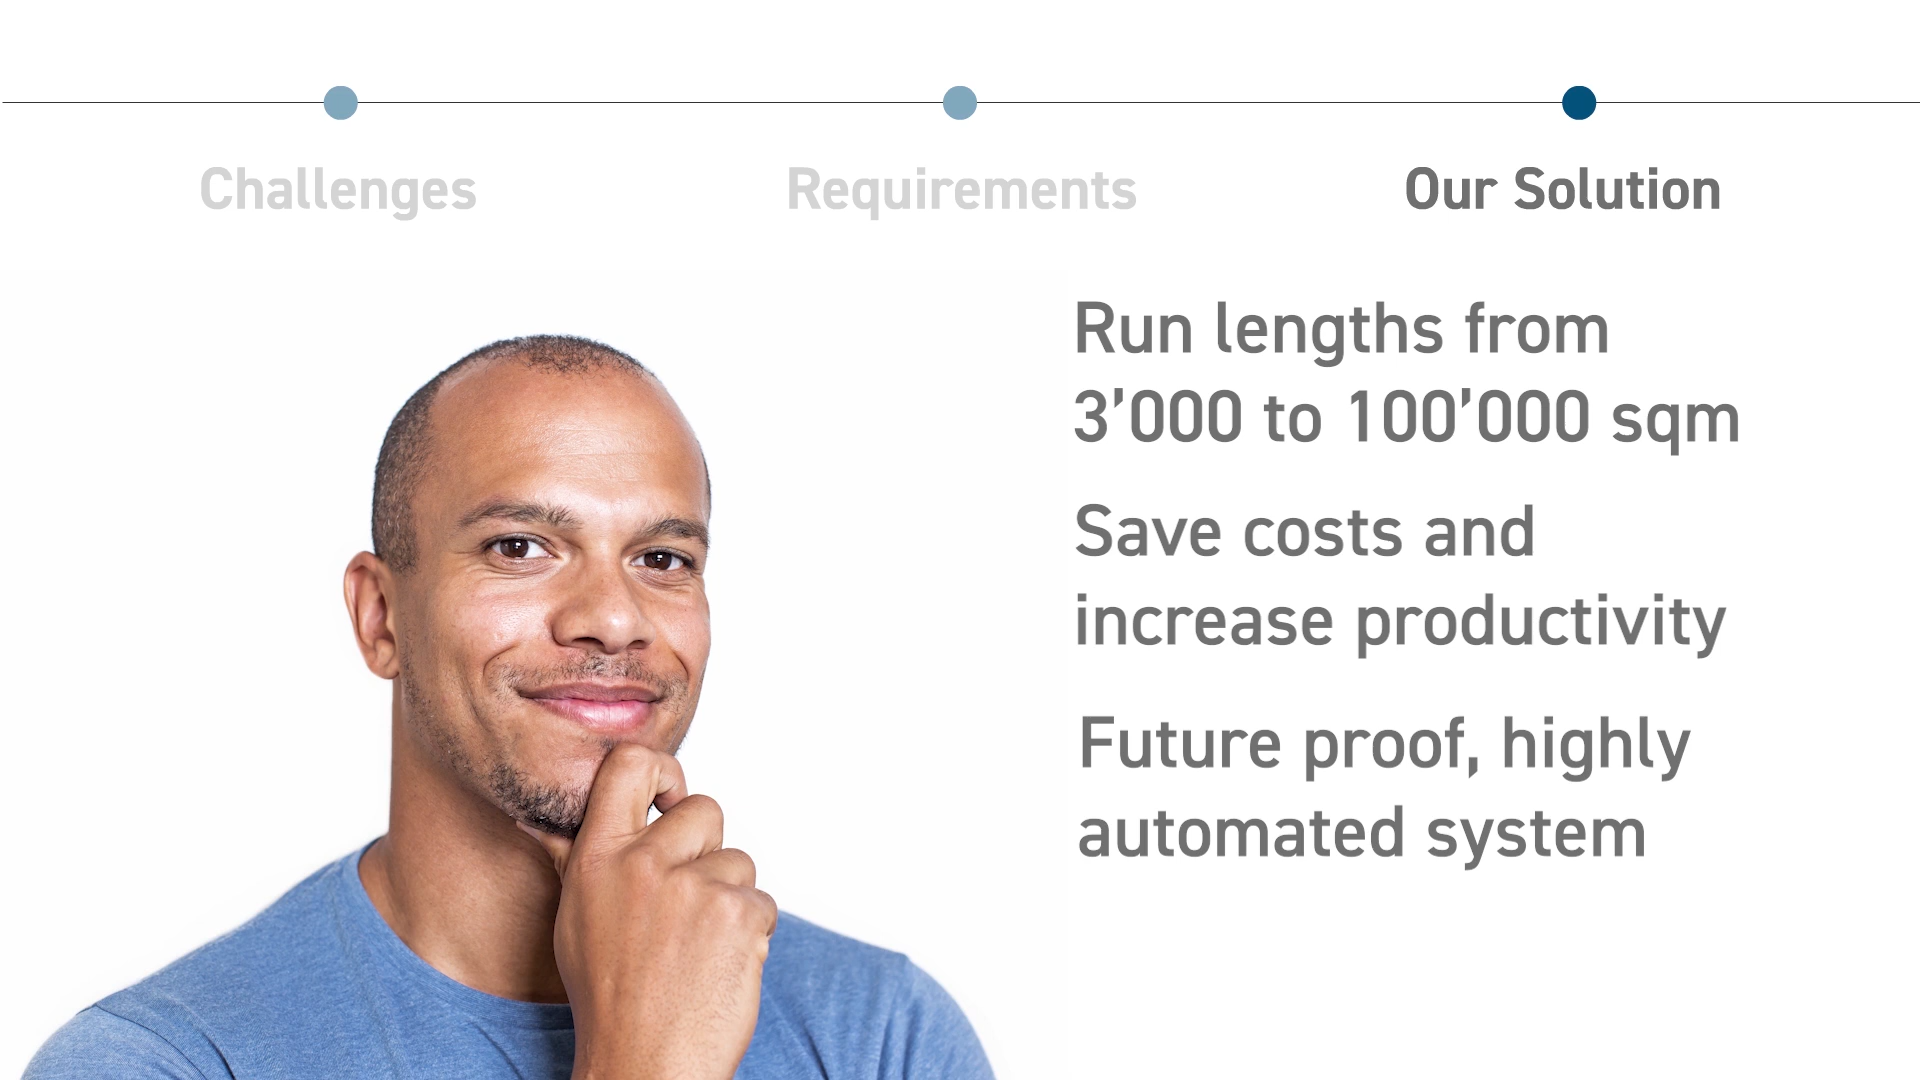 Challenges
Requirements
Our Solution
Run lengths from
3’000 to 100’000 sqm
Save costs and
increase productivity
Future proof, highly
automated system